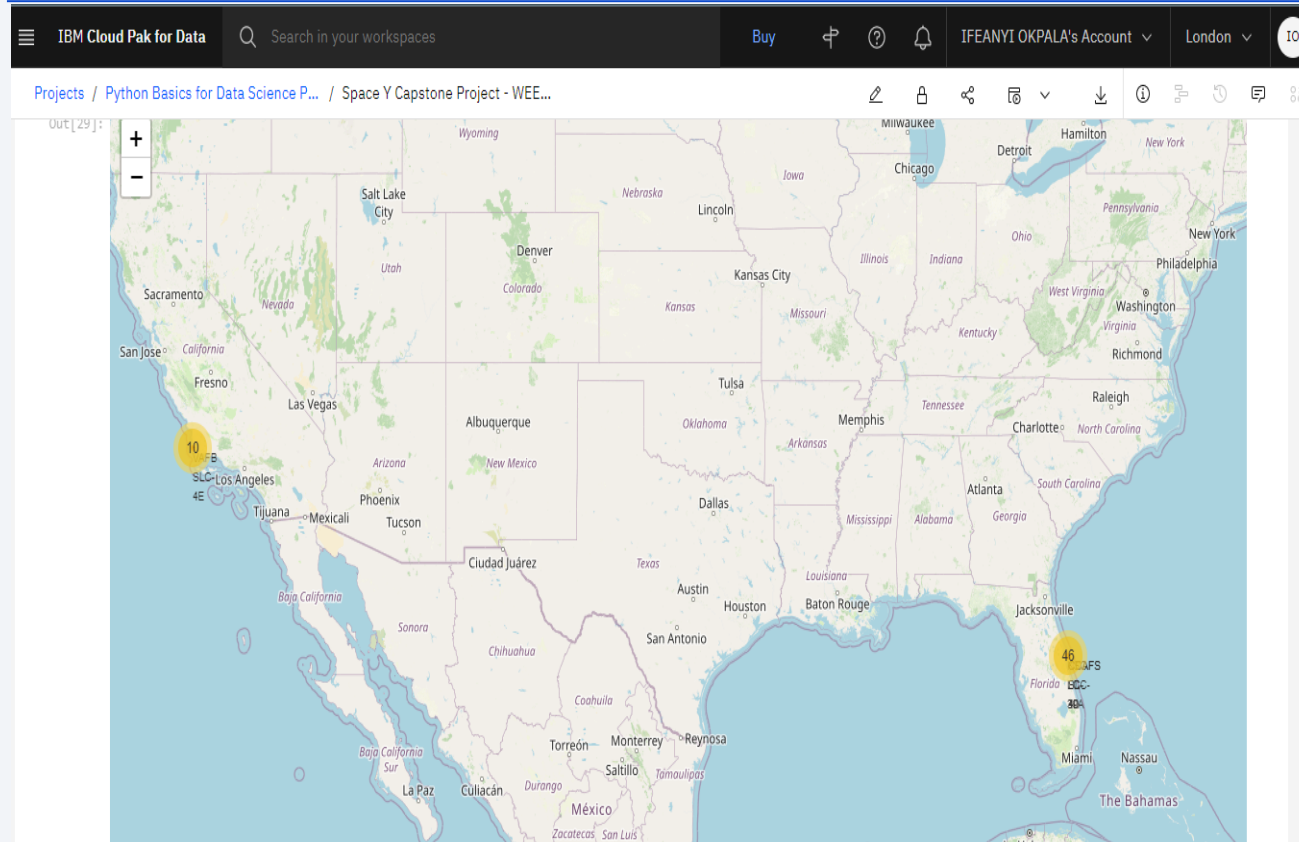 IBM Cloud Pak for Data
Search in your workspaces
Buy
IFEANYI OKPALA's Account
London
IO
Projects / Python Basics for Data Science P... / Space Y Capstone Project - WEE...
Out[29]:
+
−
Wyoming
Milwaukee
Hamilton
Detroit
New York
Iowa
Chicago
Salt Lake
City
Nebraska
Lincoln
Pennsylvania
New York
Ohio
Denver
Utah
Illinois
Indiana
Philadelphia
Kansas City
Colorado
Sacramento
Nevada
Kansas
Missouri
West Virginia
Washington
Virginia
Kentucky
San Jose
California
Richmond
Fresno
Tulsa
Las Vegas
Raleigh
Tennessee
Albuquerque
Oklahoma
Memphis
Charlotte
North Carolina
Arkansas
10
Arizona
New Mexico
SLC-
Los Angeles
4E
Phoenix
Atlanta
South Carolina
Dallas
Tijuana
Mexicali
Tucson
Mississippi
Alabama
Georgia
Ciudad Juárez
Texas
Louisiana
Austin
Baja California
Houston
Baton Rouge
Jacksonville
Sonora
San Antonio
Chihuahua
46
Florida
Coahuila
Torreón
Monterrey
Reynosa
Baja California
Sur
Saltillo
Tamaulipas
Miami
Nassau
La Paz
Culiacán
Durango
México
The Bahamas
Zacatecas
San Luis